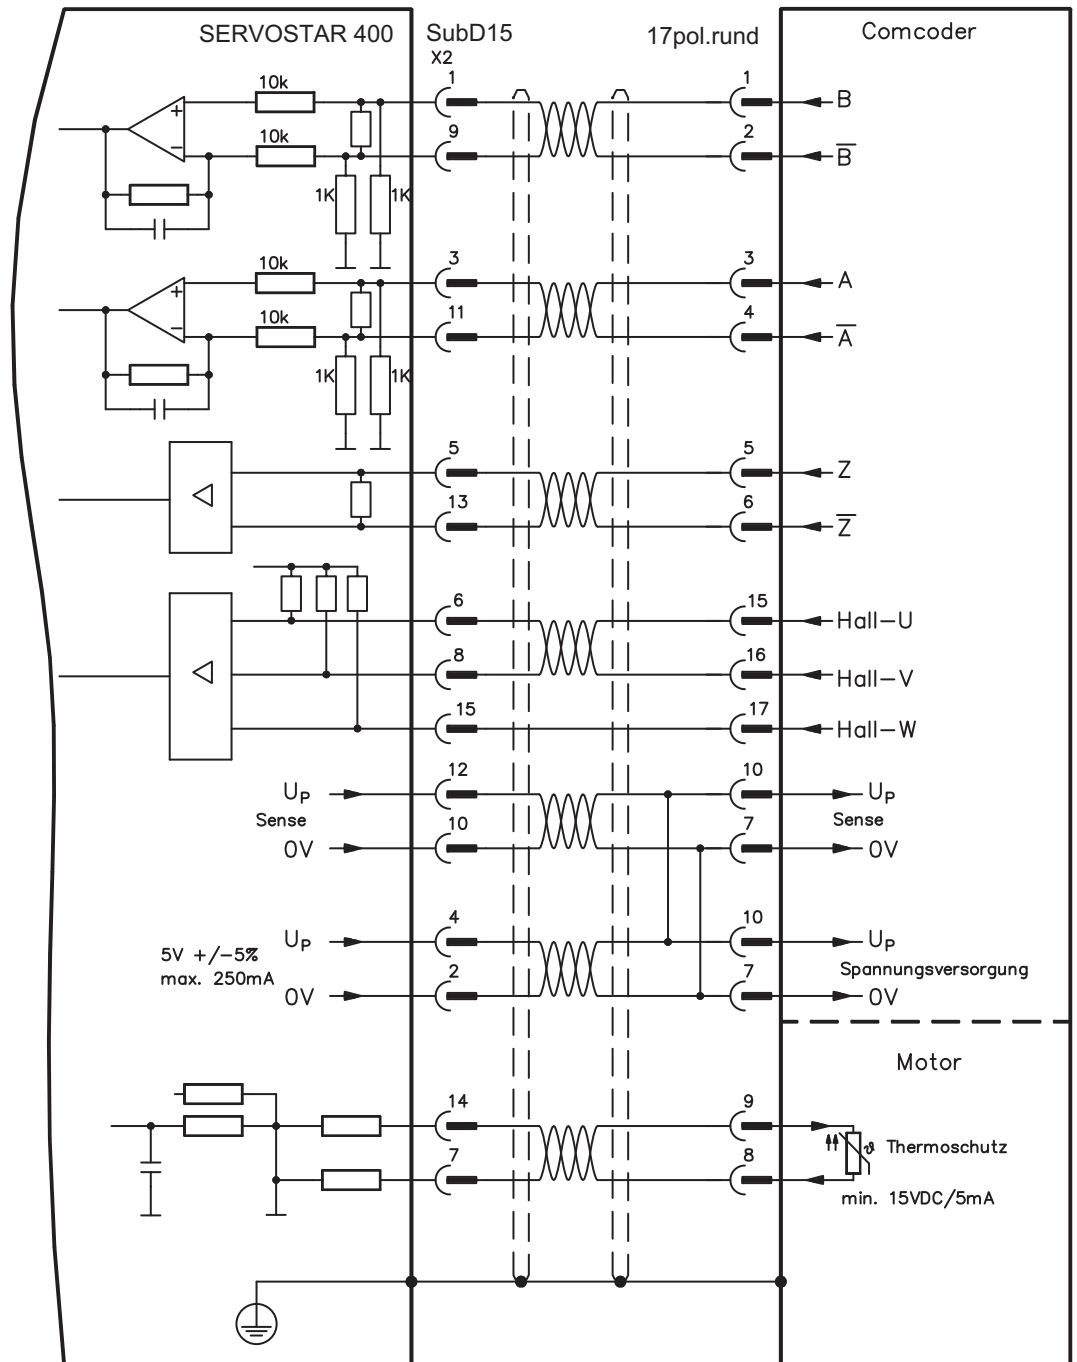 SERVOSTAR 400 SubD15 17pol.rund Comcoder
X2
10k 1 1 B
+
10k 9 2 B̅
−
1K 1K
10k 3 3 A
+
10k 11 4 A̅
−
1K 1K
5 5 Z
13 6 Z̅
6 15 Hall−U
8 16 Hall−V
15 17 Hall−W
UP 12 10 UP
Sense Sense
0V 10 7 0V
UP 4 10 UP
5V +/−5%
max. 250mA
Spannungsversorgung
0V 2 7 0V
Motor
14 9
ϑ Thermoschutz
7 8
min. 15VDC/5mA